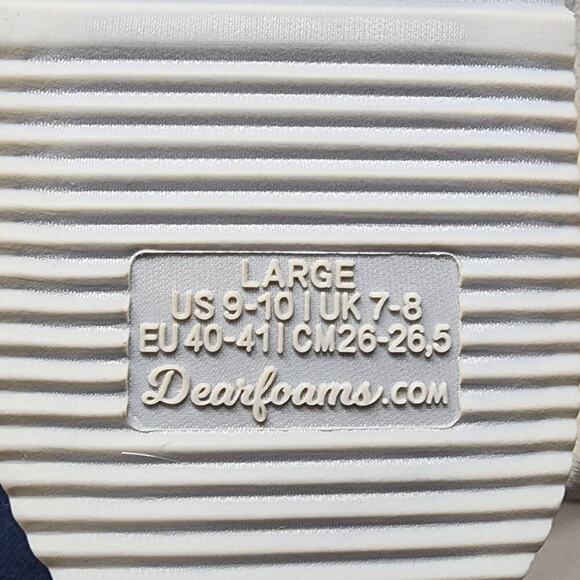 LARGE
US 9-10 | UK 7-8
EU 40-41 | CM26-26,5
Dearfoams.COM